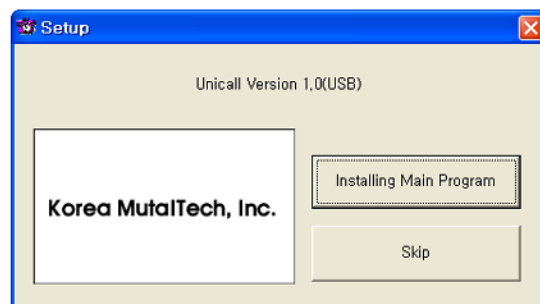 Setup
Unicall Version 1.0(USB)
Korea MutalTech, Inc.
Installing Main Program
Skip